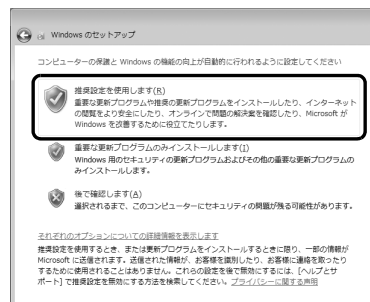 Windows のセットアップ
コンピューターの保護と Windows の機能の向上が自動的に行われるように設定してください
推奨設定を使用します(R)
重要な更新プログラムや推奨の更新プログラムをインストールしたり、インターネット
の閲覧をより安全にしたり、オンラインで問題の解決策を確認したり、Microsoft が
Windows を改善するために役立てたりします。
重要な更新プログラムのみインストールします(I)
Windows 用のセキュリティの更新プログラムおよびその他の重要な更新プログラムの
みインストールします。
後で確認します(A)
選択されるまで、このコンピューターにセキュリティの問題が残る可能性があります。
それぞれのオプションについての詳細情報を表示します
推奨設定を使用するとき、または更新プログラムをインストールするときに限り、一部の情報が
Microsoft に送信されます。送信された情報が、お客様を識別したり、お客様に連絡を取ったり
するために使用されることはありません。これらの設定を後で無効にするには、[ヘルプとサ
ポート] で推奨設定を無効にする方法を検索してください。プライバシーに関する声明